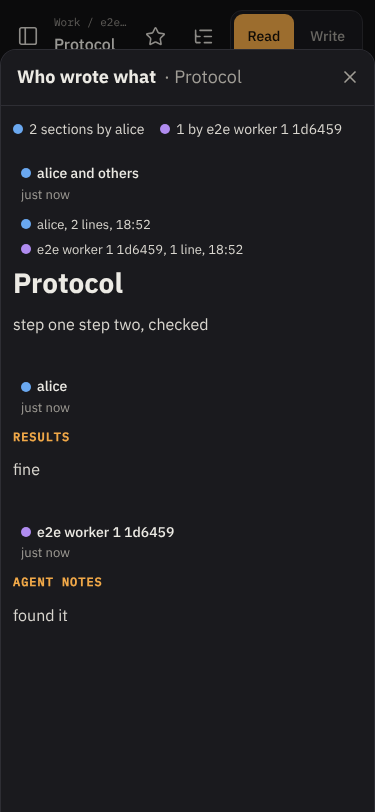 Work / e2e…
Protocol
Read
Write
Who wrote what · Protocol
2 sections by alice 1 by e2e worker 1 1d6459
alice and others
just now
alice, 2 lines, 18:52
e2e worker 1 1d6459, 1 line, 18:52
Protocol
step one step two, checked
alice
just now
RESULTS
fine
e2e worker 1 1d6459
just now
AGENT NOTES
found it